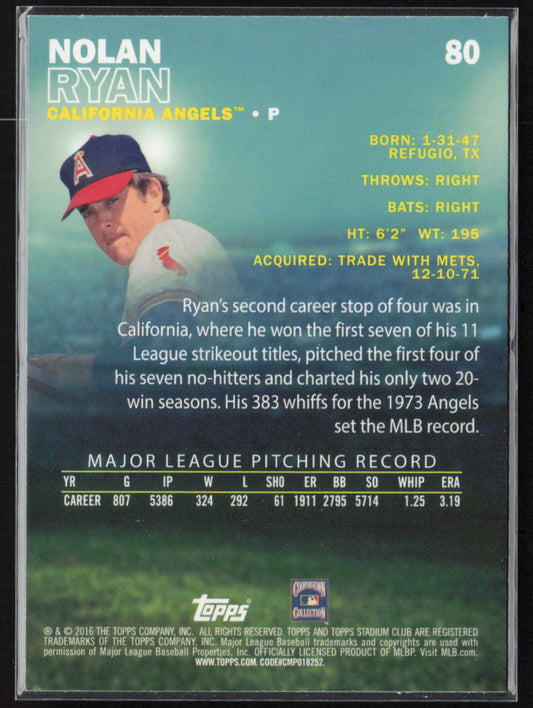 NOLAN
80
RYAN
CALIFORNIA ANGELS™ • P
A
BORN: 1-31-47
REFUGIO, TX
THROWS: RIGHT
BATS: RIGHT
HT: 6'2" WT: 195
ACQUIRED: TRADE WITH METS,
12-10-71
Ryan's second career stop of four was in
California, where he won the first seven of his 11
League strikeout titles, pitched the first four of
his seven no-hitters and charted his only two 20-
win seasons. His 383 whiffs for the 1973 Angels
set the MLB record.
MAJOR LEAGUE PITCHING RECORD
YR G IP W L SHO ER BB SO WHIP ERA
CAREER 807 5386 324 292 61 1911 2795 5714 1.25 3.19
topps
COOPERSTOWN
COLLECTION
® & © 2016 THE TOPPS COMPANY, INC. ALL RIGHTS RESERVED. TOPPS AND TOPPS STADIUM CLUB ARE REGISTERED
TRADEMARKS OF THE TOPPS COMPANY, INC. Major League Baseball trademarks and copyrights are used with
permission of Major League Baseball Properties, Inc. OFFICIALLY LICENSED PRODUCT OF MLBP. Visit MLB.com.
WWW.TOPPS.COM. CODE#CMP018252.